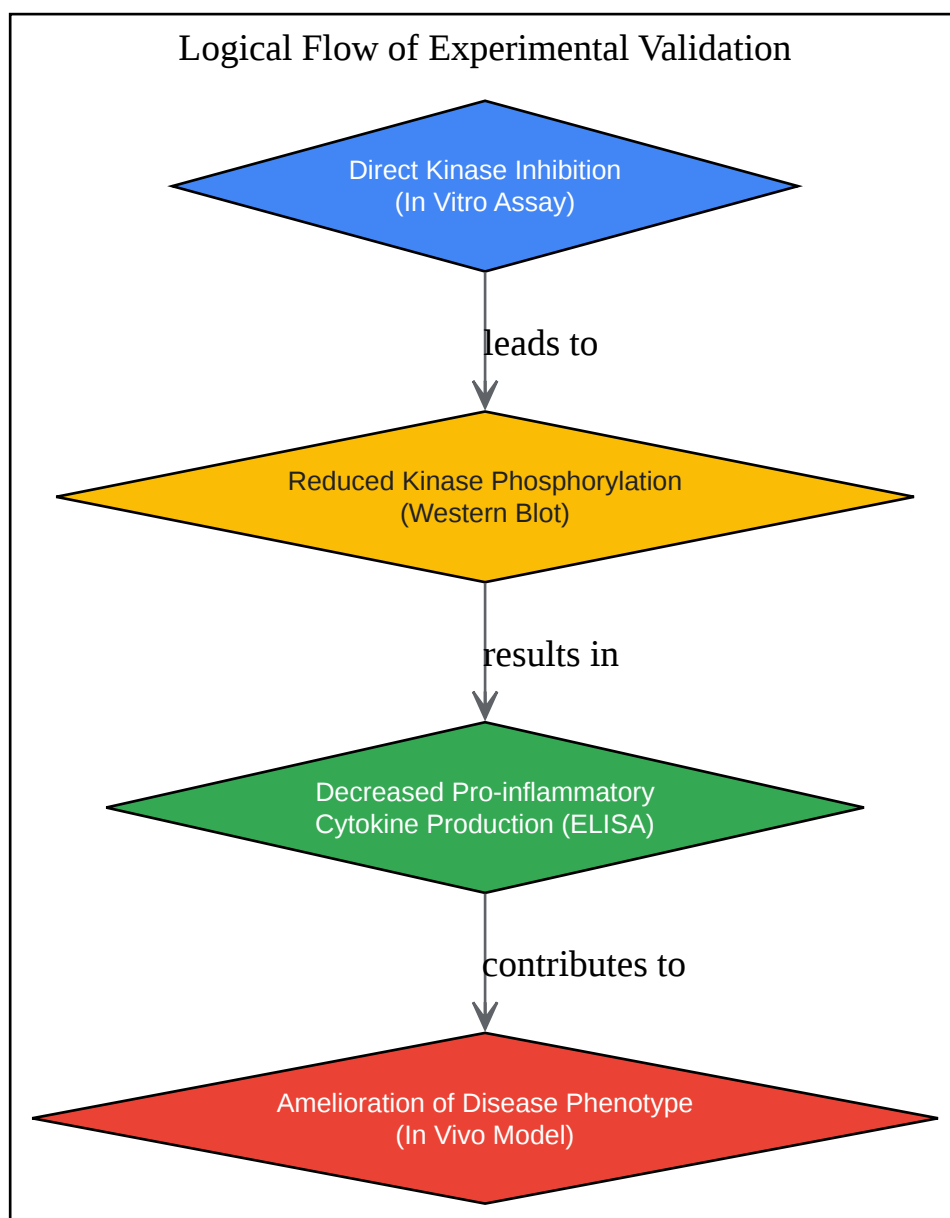 Logical Flow of Experimental Validation
Direct Kinase Inhibition
(In Vitro Assay)
leads to
Reduced Kinase Phosphorylation
(Western Blot)
results in
Decreased Pro-inflammatory
Cytokine Production (ELISA)
contributes to
Amelioration of Disease Phenotype
(In Vivo Model)